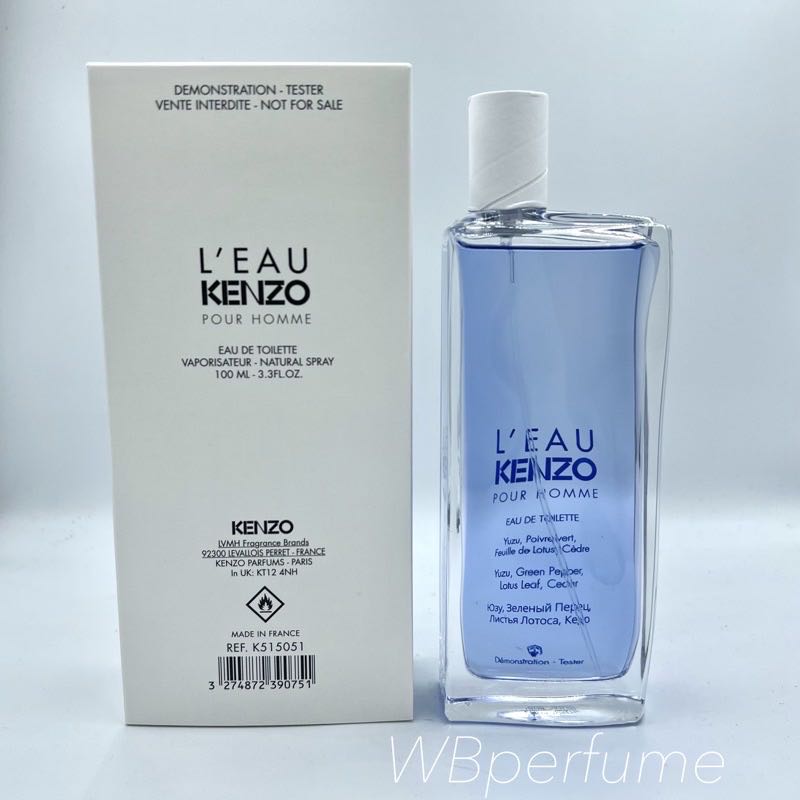 DEMONSTRATION - TESTER
VENTE INTERDITE - NOT FOR SALE
L'EAU
KENZO
POUR HOMME
EAU DE TOILETTE
VAPORISATEUR - NATURAL SPRAY
100 ML - 3.3FL.OZ.
KENZO
LVMH Fragrance Brands
92300 LEVALLOIS PERRET - FRANCE
KENZO PARFUMS - PARIS
In UK: KT12 4NH
MADE IN FRANCE
REF. K515051
3 274872 390751
L'EAU
KENZO
POUR HOMME
EAU DE TOILETTE
Yuzu, Poivre vert,
Feuille de Lotus, Cèdre
Yuzu, Green Pepper,
Lotus Leaf, Cedar
Юзу, Зеленый Перец,
Листья Лотоса, Кедр
Démonstration - Tester
WBperfume